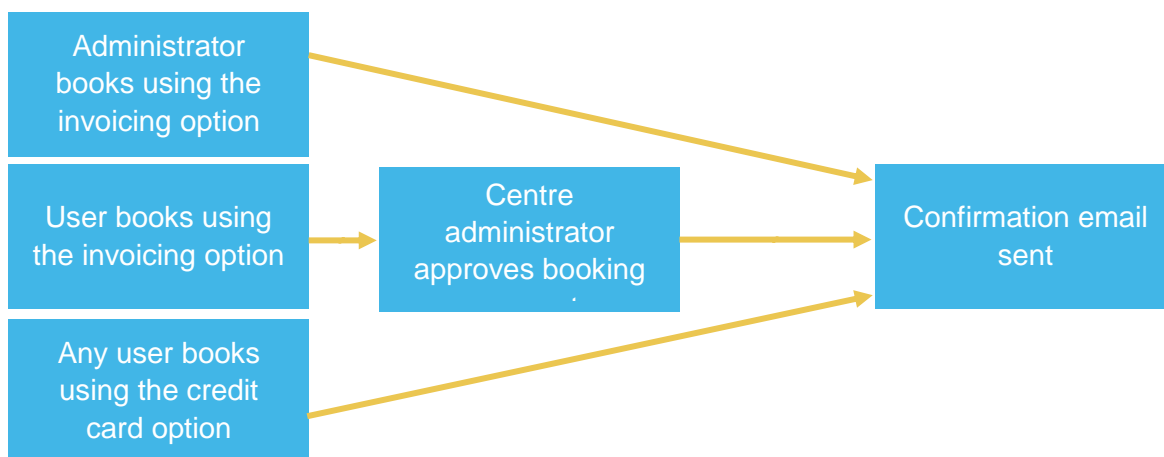 Administrator
books using the
invoicing option
User books using
the invoicing option
Centre
administrator
approves booking
Confirmation email
sent
Any user books
using the credit
card option